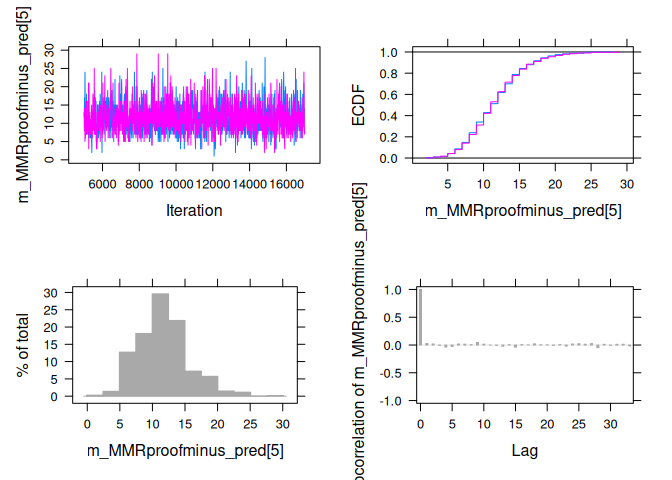 m_MMRproofminus_pred[5]
30
25
20
15
10
5
0
6000 8000 10000 12000 14000 16000
Iteration
ECDF
1.0
0.8
0.6
0.4
0.2
0.0
5 10 15 20 25 30
m_MMRproofminus_pred[5]
% of total
30
25
20
15
10
5
0
0 5 10 15 20 25 30
m_MMRproofminus_pred[5]
ocorrelation of m_MMRproofminus_pred[5]
1.0
0.5
0.0
-0.5
-1.0
0 5 10 15 20 25 30
Lag